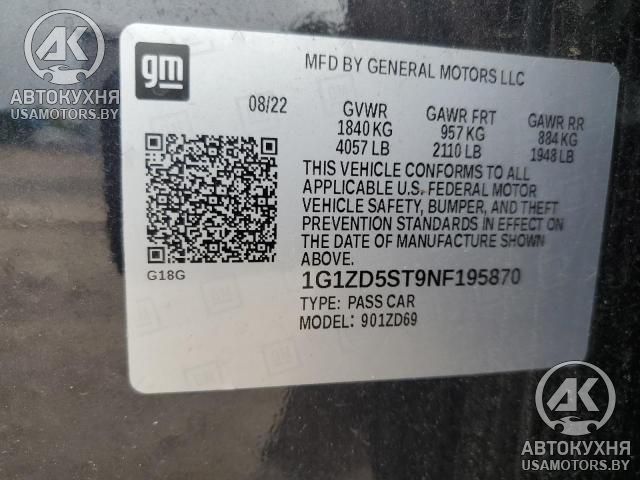 AK
АВТОКУХНЯ
USAMOTORS.BY
gm
MFD BY GENERAL MOTORS LLC
08/22
GVWR
1840 KG
4057 LB
GAWR FRT
957 KG
2110 LB
GAWR RR
884 KG
1948 LB
THIS VEHICLE CONFORMS TO ALL
APPLICABLE U.S. FEDERAL MOTOR
VEHICLE SAFETY, BUMPER, AND THEFT
PREVENTION STANDARDS IN EFFECT ON
THE DATE OF MANUFACTURE SHOWN
ABOVE.
G18G
1G1ZD5ST9NF195870
TYPE: PASS CAR
MODEL: 901ZD69
AK
АВТОКУХНЯ
USAMOTORS.BY